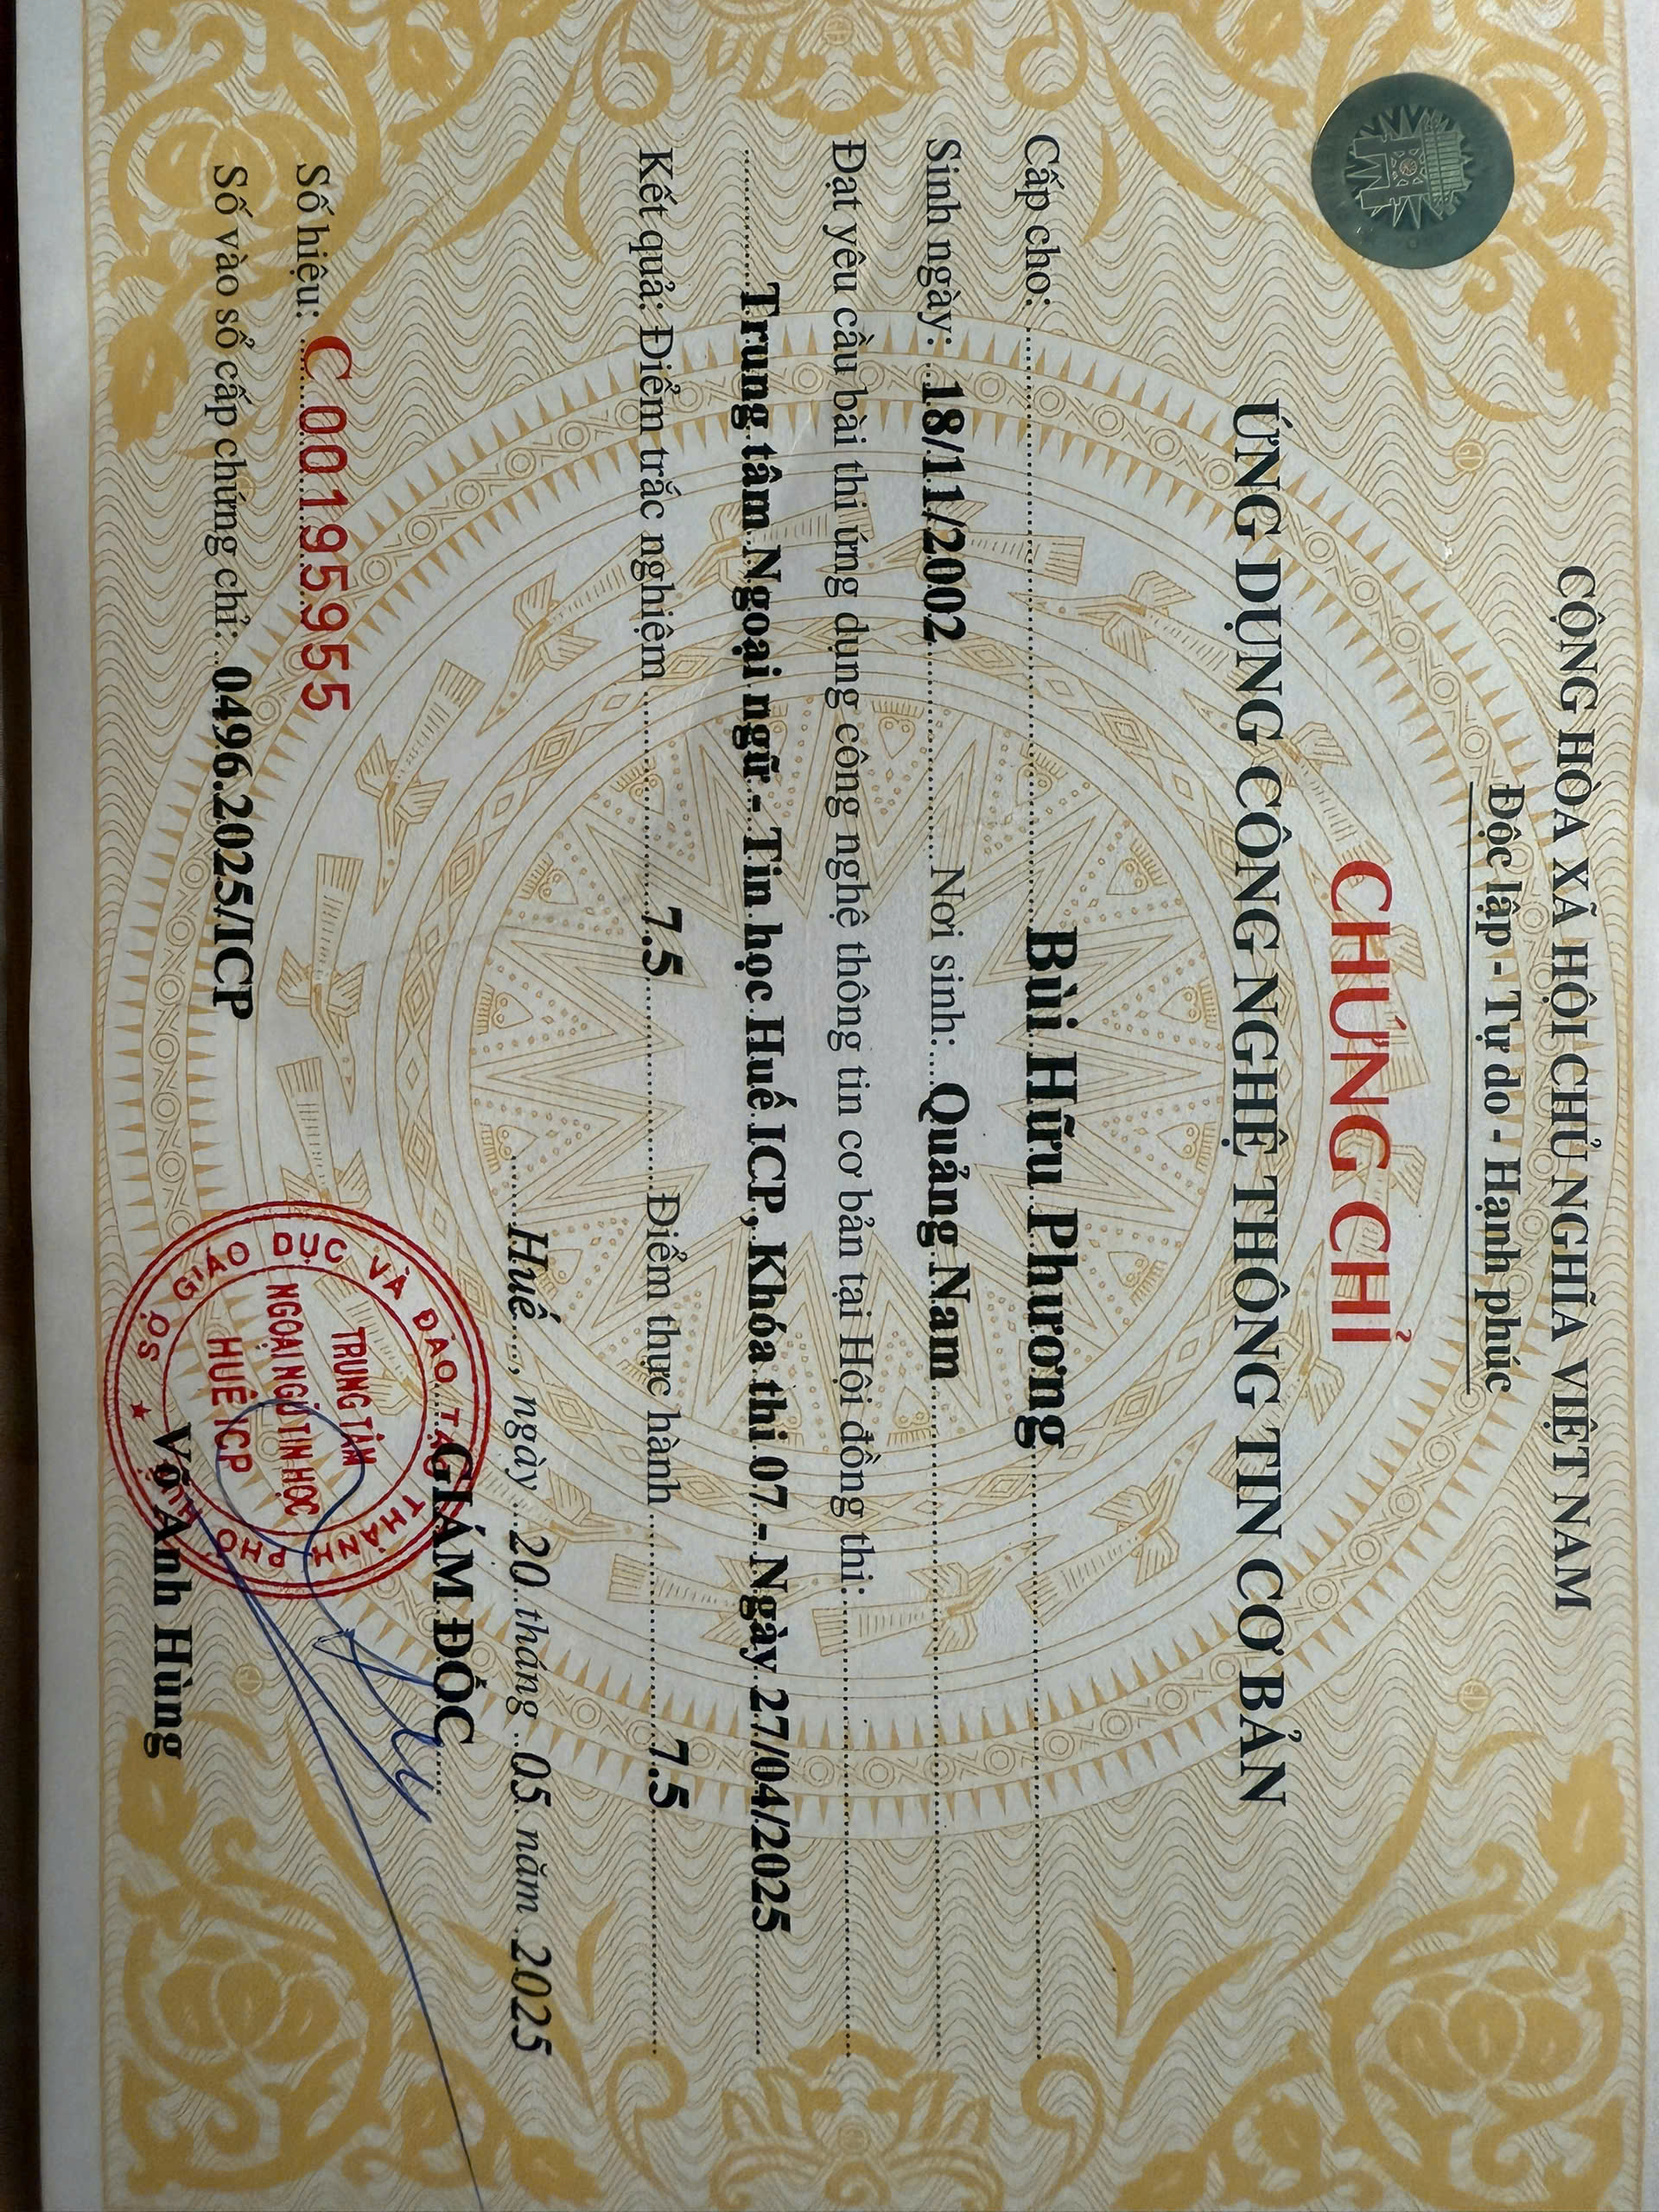 CỘNG HÒA XÃ HỘI CHỦ NGHĨA VIỆT NAM
Độc lập - Tự do - Hạnh phúc
CHỨNG CHỈ
ỨNG DỤNG CÔNG NGHỆ THÔNG TIN CƠ BẢN
Cấp cho: Bùi Hữu Phương
Sinh ngày: 18/11/2002 Nơi sinh: Quảng Nam
Đạt yêu cầu bài thi ứng dụng công nghệ thông tin cơ bản tại Hội đồng thi:
Trung tâm Ngoại ngữ - Tin học Huế ICP, Khóa thi 07 - Ngày 27/04/2025
Kết quả: Điểm trắc nghiệm 7.5 Điểm thực hành 7.5
Huế, ngày 20 tháng 05 năm 2025
GIÁM ĐỐC
SỞ GIÁO DỤC VÀ ĐÀO TẠO THÀNH PHỐ HUẾ
TRUNG TÂM
NGOẠI NGỮ TIN HỌC
HUẾ ICP
Võ Anh Hùng
Số hiệu: C 00195955
Số vào sổ cấp chứng chỉ: 0496.2025/ICP